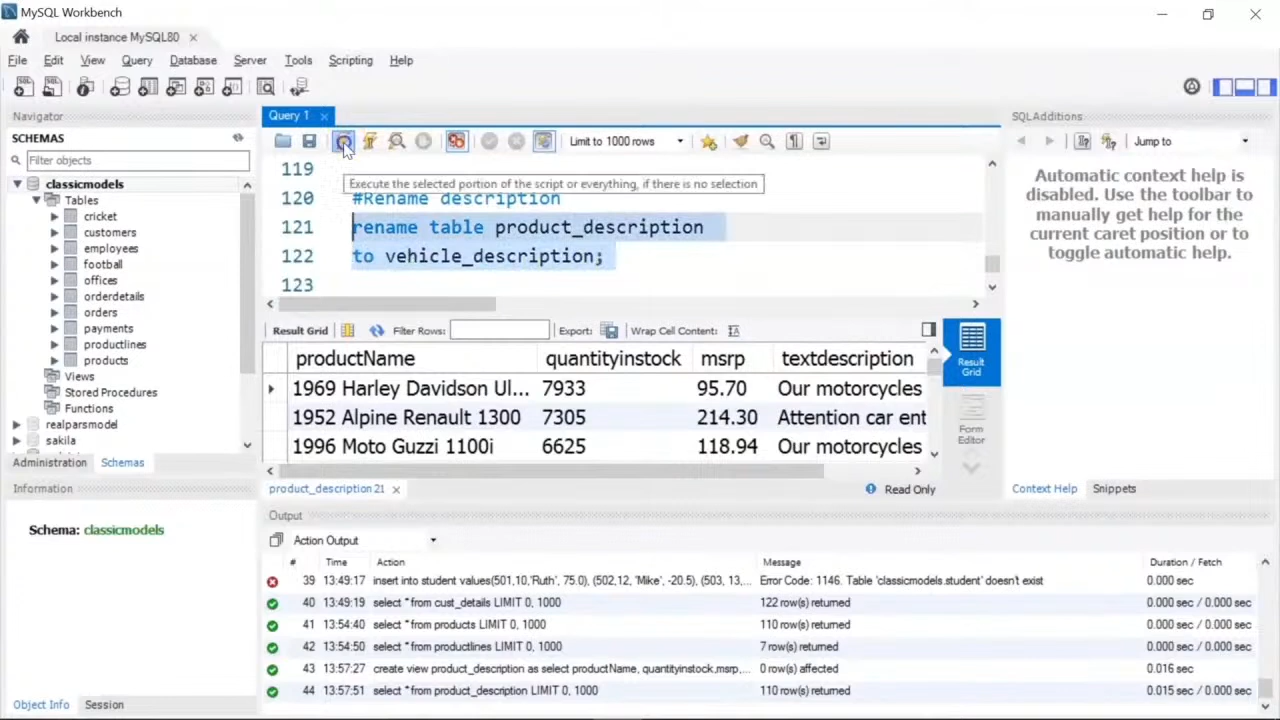 MySQL Workbench
Local instance MySQL80
File Edit View Query Database Server Tools Scripting Help
Navigator
SCHEMAS
Filter objects
classicmodels
Tables
cricket
customers
employees
football
offices
orderdetails
orders
payments
productlines
products
Views
Stored Procedures
Functions
realparsmodel
sakila
Administration Schemas
Information
Schema: classicmodels
Object Info Session
Query 1
Limit to 1000 rows
Execute the selected portion of the script or everything, if there is no selection
119
120 #Rename description
121 rename table product_description
122 to vehicle_description;
123
Result Grid Filter Rows: Export: Wrap Cell Content:
productName quantityinstock msrp textdescription
1969 Harley Davidson Ul... 7933 95.70 Our motorcycles
1952 Alpine Renault 1300 7305 214.30 Attention car ent
1996 Moto Guzzi 1100i 6625 118.94 Our motorcycles
Result Grid
Form Editor
product_description 21
Read Only
SQLAdditions
Jump to
Automatic context help is
disabled. Use the toolbar to
manually get help for the
current caret position or to
toggle automatic help.
Context Help Snippets
Output
Action Output
# Time Action Message Duration / Fetch
39 13:49:17 insert into student values(501,10,'Ruth', 75.0), (502,12, 'Mike', -20.5), (503, 13,... Error Code: 1146. Table 'classicmodels.student' doesn't exist 0.000 sec
40 13:49:19 select * from cust_details LIMIT 0, 1000 122 row(s) returned 0.000 sec / 0.000 sec
41 13:54:40 select * from products LIMIT 0, 1000 110 row(s) returned 0.000 sec / 0.000 sec
42 13:54:50 select * from productlines LIMIT 0, 1000 7 row(s) returned 0.000 sec / 0.000 sec
43 13:57:27 create view product_description as select productName, quantityinstock,msrp,... 0 row(s) affected 0.016 sec
44 13:57:51 select * from product_description LIMIT 0, 1000 110 row(s) returned 0.015 sec / 0.000 sec